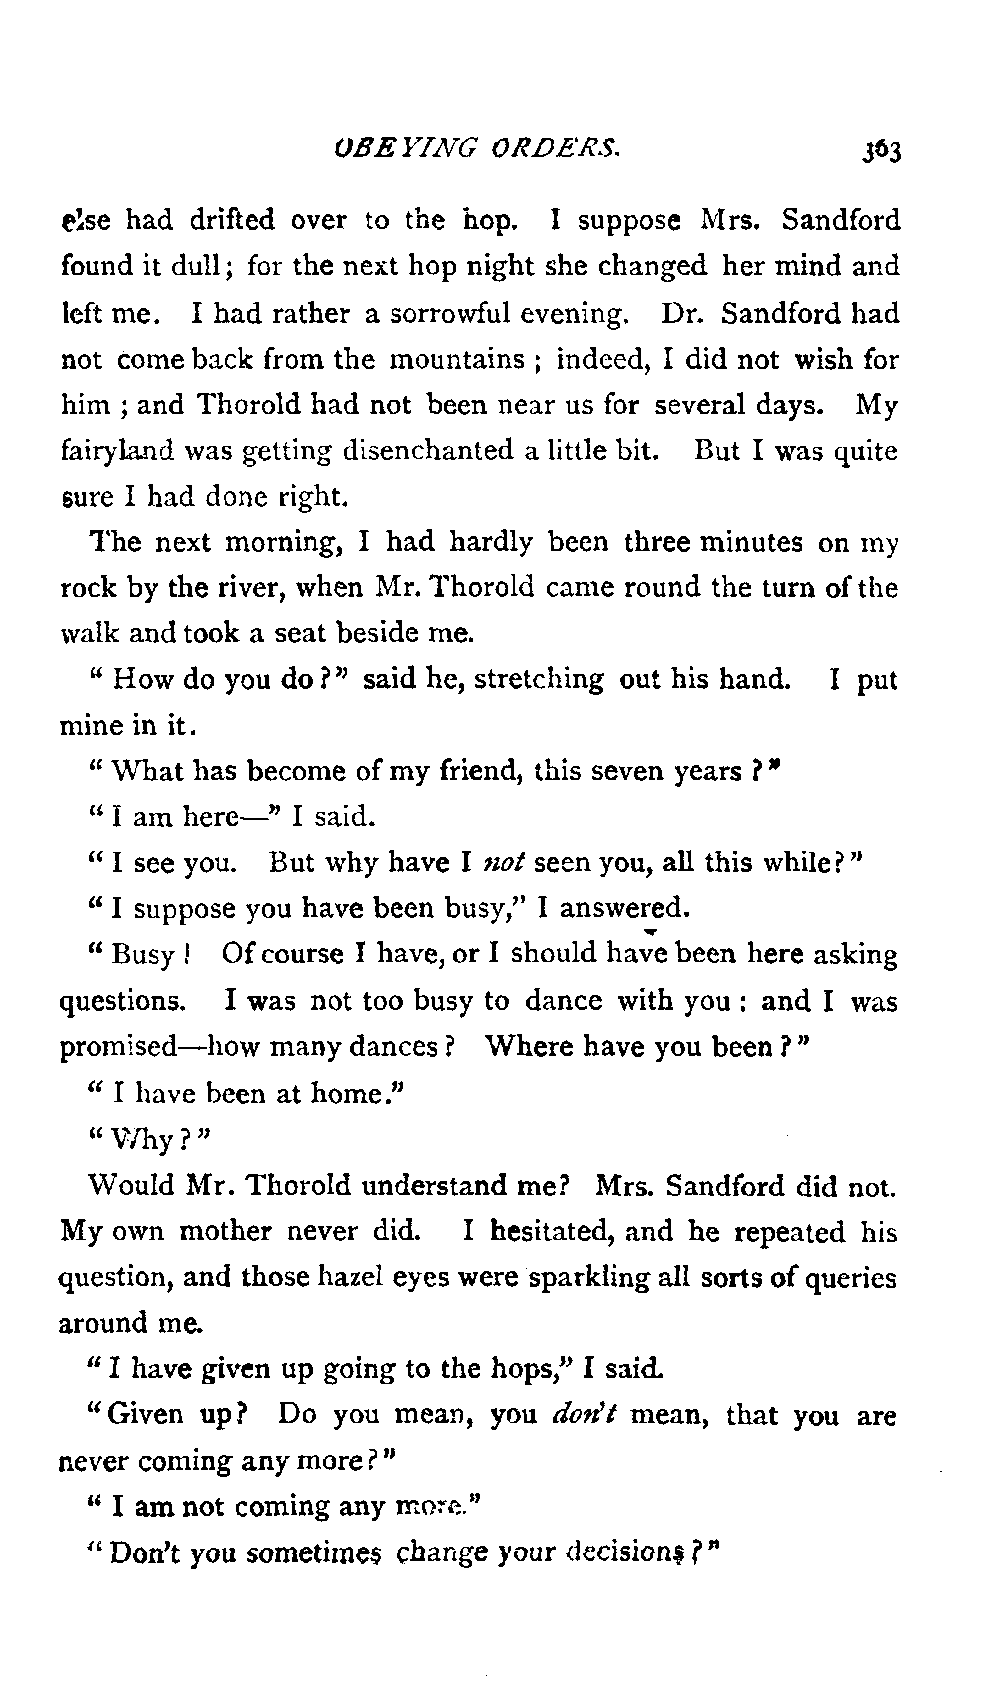 OBEYING ORDERS. 363
else had drifted over to the hop. I suppose Mrs. Sandford
found it dull; for the next hop night she changed her mind and
left me. I had rather a sorrowful evening. Dr. Sandford had
not come back from the mountains; indeed, I did not wish for
him; and Thorold had not been near us for several days. My
fairyland was getting disenchanted a little bit. But I was quite
sure I had done right.
The next morning, I had hardly been three minutes on my
rock by the river, when Mr. Thorold came round the turn of the
walk and took a seat beside me.
"How do you do?" said he, stretching out his hand. I put
mine in it.
"What has become of my friend, this seven years?"
"I am here—" I said.
"I see you. But why have I not seen you, all this while?"
"I suppose you have been busy," I answered.
"Busy! Of course I have, or I should have been here asking
questions. I was not too busy to dance with you: and I was
promised—how many dances? Where have you been?"
"I have been at home."
"Why?"
Would Mr. Thorold understand me? Mrs. Sandford did not.
My own mother never did. I hesitated, and he repeated his
question, and those hazel eyes were sparkling all sorts of queries
around me.
"I have given up going to the hops," I said.
"Given up? Do you mean, you don't mean, that you are
never coming any more?"
"I am not coming any more."
"Don't you sometimes change your decisions?"